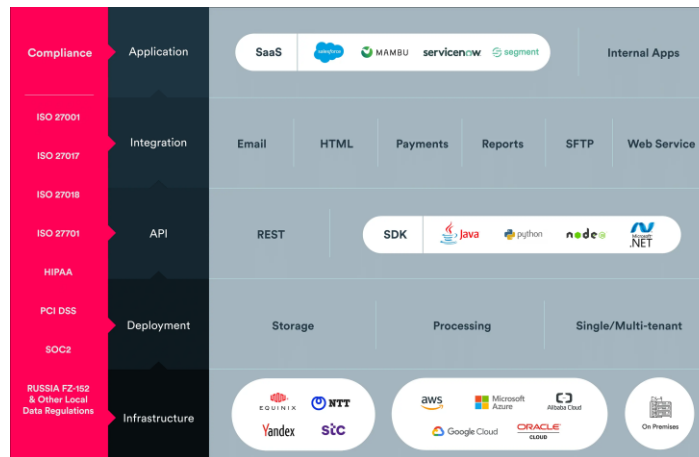 Compliance
ISO 27001
ISO 27017
ISO 27018
ISO 27701
HIPAA
PCI DSS
SOC2
RUSSIA FZ-152
& Other Local
Data Regulations
Application
SaaS
salesforce
MAMBU
servicenow
segment
Internal Apps
Integration
Email
HTML
Payments
Reports
SFTP
Web Service
API
REST
SDK
Java
python
node
Microsoft
.NET
Deployment
Storage
Processing
Single/Multi-tenant
Infrastructure
EQUINIX
NTT
Yandex
stc
aws
Microsoft
Azure
Alibaba Cloud
Google Cloud
ORACLE
CLOUD
On Premises